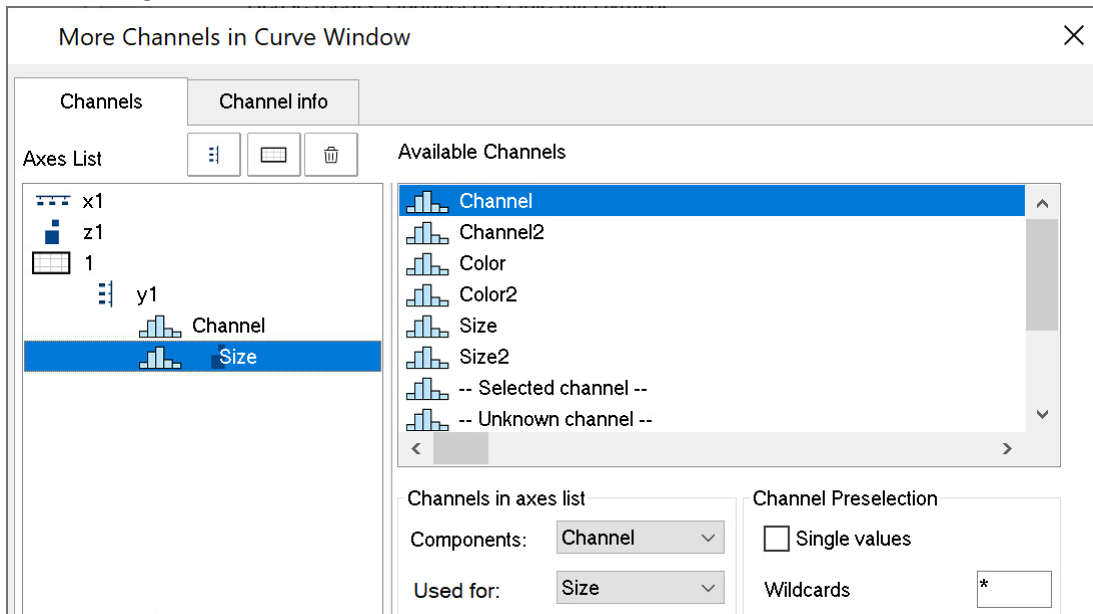 More Channels in Curve Window
Channels
Channel info
Axes List
Available Channels
x1
z1
1
y1
Channel
Size
Channel
Channel2
Color
Color2
Size
Size2
-- Selected channel --
-- Unknown channel --
Channels in axes list
Components: Channel
Used for: Size
Channel Preselection
Single values
Wildcards *